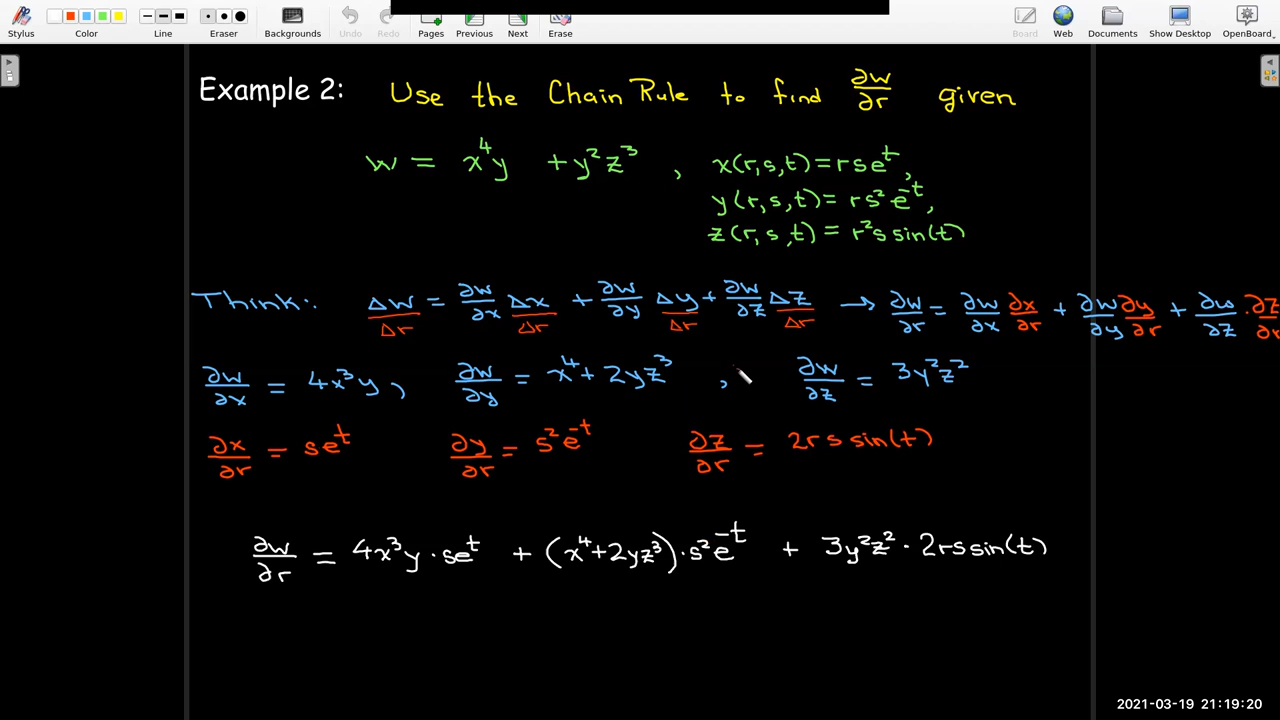 Stylus Color Line Eraser Backgrounds Undo Redo Pages Previous Next Erase Board Web Documents Show Desktop OpenBoard
Example 2: Use the Chain Rule to find ∂w/∂r given
w = x⁴y + y²z³ , x(r,s,t) = rse^t,
y(r,s,t) = rs²e^-t,
z(r,s,t) = r²s sin(t)
Think: Δw/Δr = ∂w/∂x Δx/Δr + ∂w/∂y Δy/Δr + ∂w/∂z Δz/Δr → ∂w/∂r = ∂w/∂x ∂x/∂r + ∂w/∂y ∂y/∂r + ∂w/∂z · ∂z/∂r
∂w/∂x = 4x³y, ∂w/∂y = x⁴ + 2yz³ , ∂w/∂z = 3y²z²
∂x/∂r = se^t ∂y/∂r = s²e^-t ∂z/∂r = 2rs sin(t)
∂w/∂r = 4x³y · se^t + (x⁴+2yz³) · s²e^-t + 3y²z² · 2rs sin(t)
2021-03-19 21:19:20